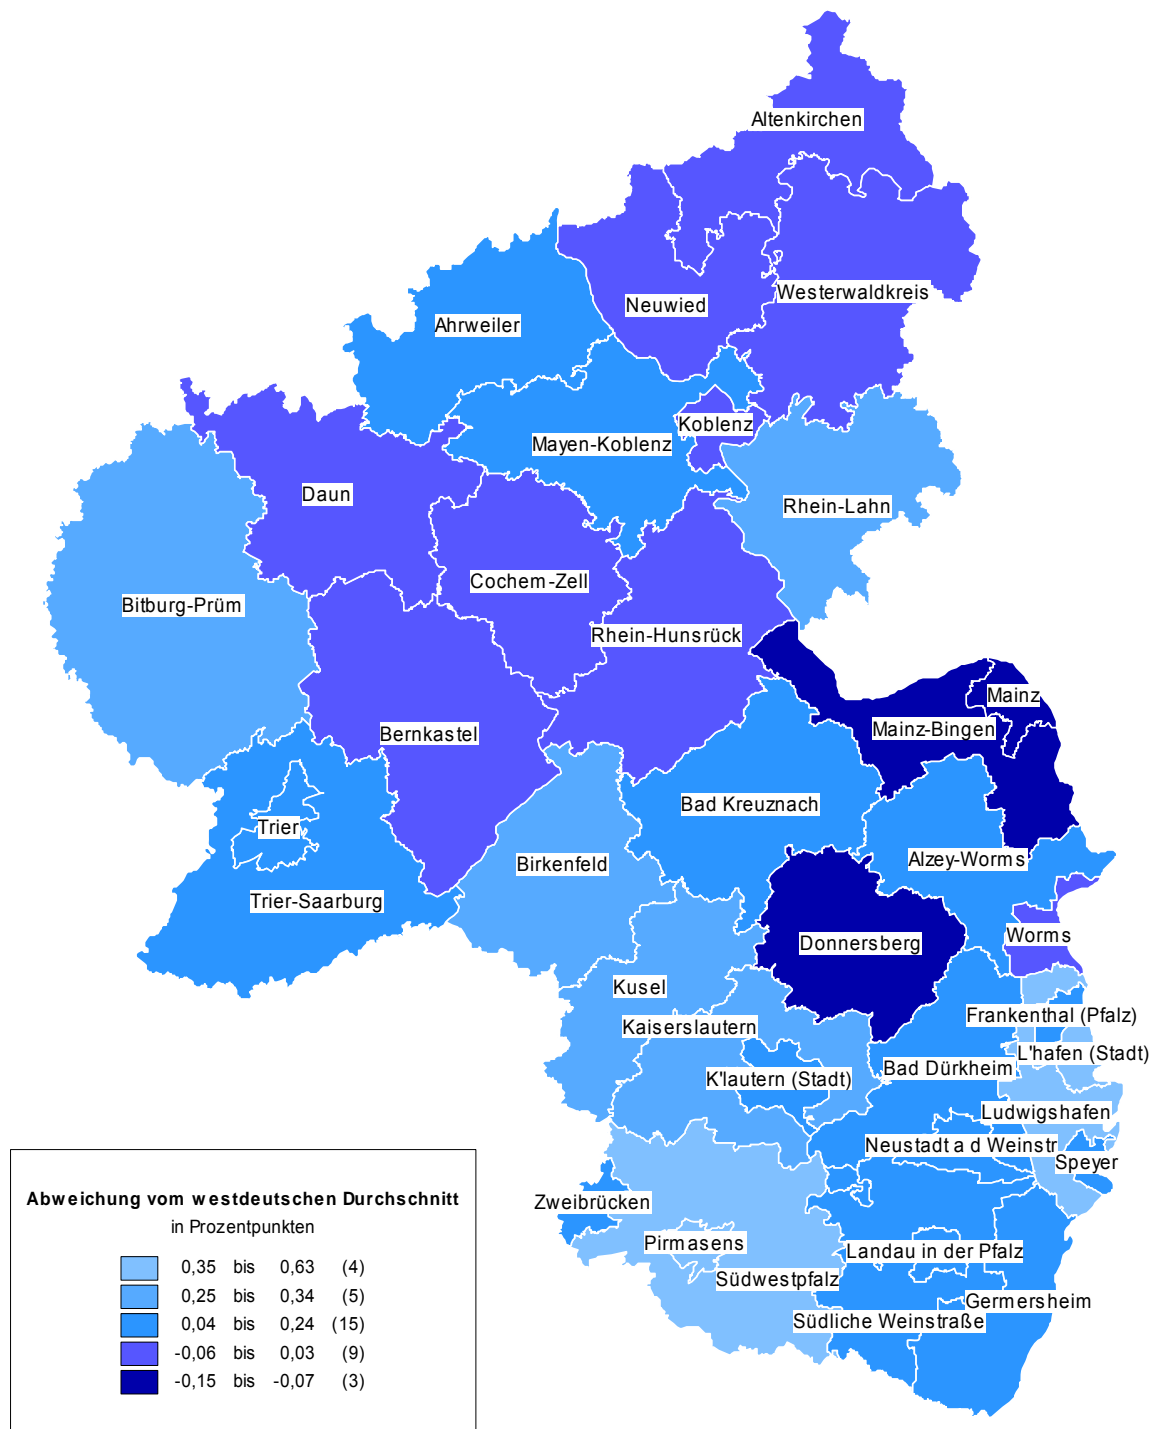 Altenkirchen
Westerwaldkreis
Neuwied
Ahrweiler
Koblenz
Mayen-Koblenz
Daun
Rhein-Lahn
Cochem-Zell
Bitburg-Prüm
Rhein-Hunsrück
Mainz
Mainz-Bingen
Bernkastel
Bad Kreuznach
Trier
Alzey-Worms
Birkenfeld
Trier-Saarburg
Worms
Donnersberg
Kusel
Frankenthal (Pfalz)
Kaiserslautern
L'hafen (Stadt)
Bad Dürkheim
K'lautern (Stadt)
Ludwigshafen
Neustadt a d Weinstr
Speyer
Zweibrücken
Pirmasens
Landau in der Pfalz
Südwestpfalz
Germersheim
Südliche Weinstraße
Abweichung vom westdeutschen Durchschnitt
in Prozentpunkten
0,35 bis 0,63 (4)
0,25 bis 0,34 (5)
0,04 bis 0,24 (15)
-0,06 bis 0,03 (9)
-0,15 bis -0,07 (3)